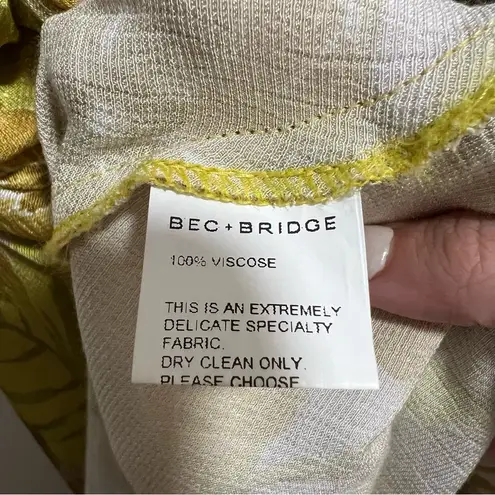 BEC + BRIDGE
100% VISCOSE
THIS IS AN EXTREMELY
DELICATE SPECIALTY
FABRIC.
DRY CLEAN ONLY.
PLEASE CHOOSE